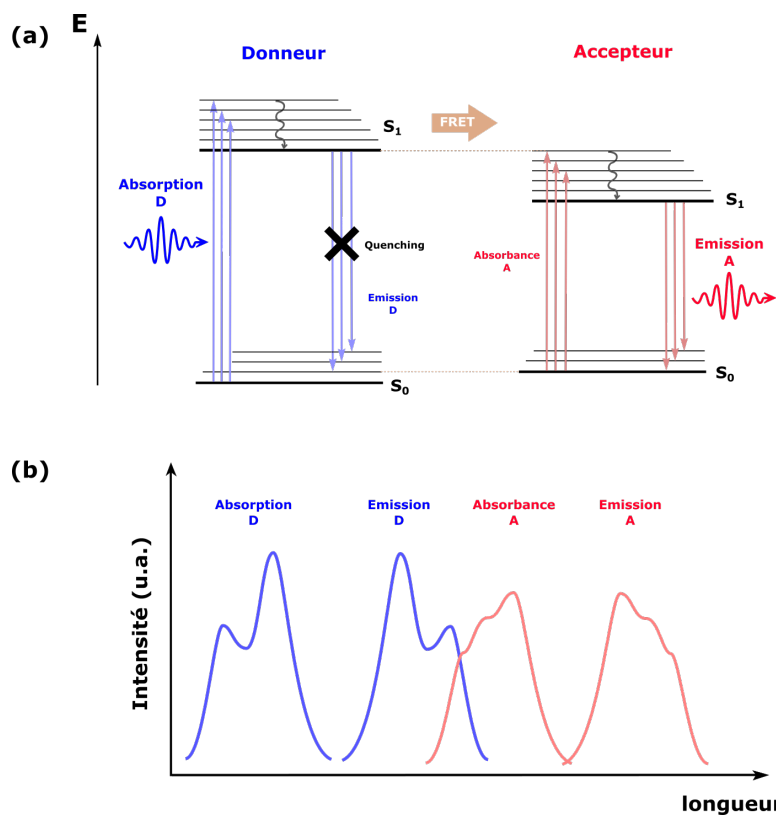 (a)
E
Donneur
Accepteur
S1
FRET
Absorption
D
S1
Quenching
Absorbance
A
Emission
A
Emission
D
S0
S0
(b)
Absorption
D
Emission
D
Absorbance
A
Emission
A
Intensité (u.a.)
longueur